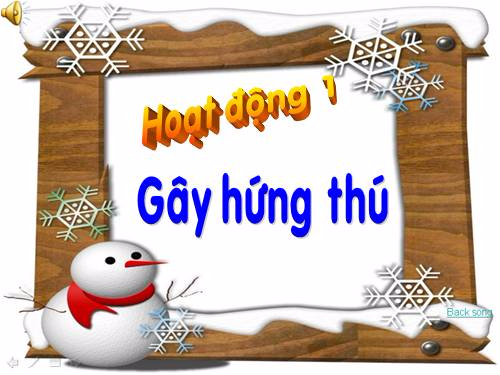 Hoạt động 1
Gây hứng thú
Back song